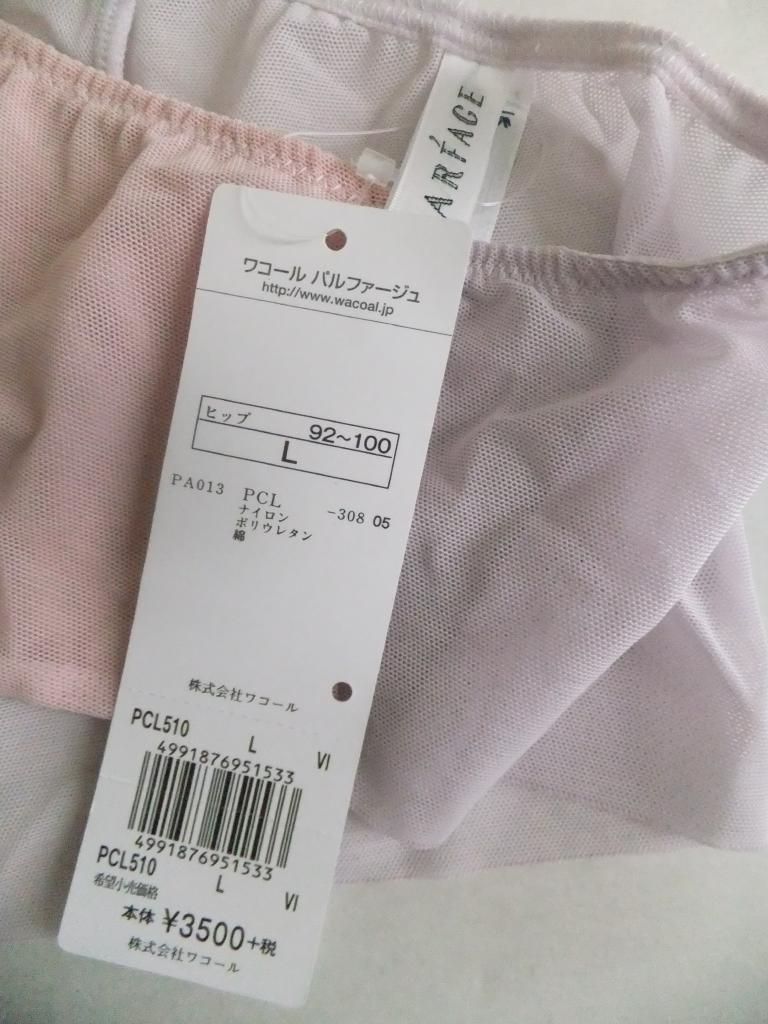 ARFAGE
ワコール パルファージュ
http://www.wacoal.jp
ヒップ 92~100
L
PA013 PCL -308 05
ナイロン
ポリウレタン
綿
株式会社ワコール
PCL510 L VI
4991876951533
4991876951533
PCL510 L VI
希望小売価格
本体 ¥3500+税
株式会社ワコール